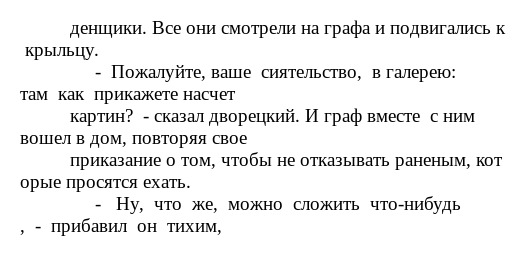 денщики. Все они смотрели на графа и подвигались к
крыльцу.
- Пожалуйте, ваше сиятельство, в галерею:
там как прикажете насчет
картин? - сказал дворецкий. И граф вместе с ним
вошел в дом, повторяя свое
приказание о том, чтобы не отказывать раненым, кот
орые просятся ехать.
- Ну, что же, можно сложить что-нибудь
, - прибавил он тихим,